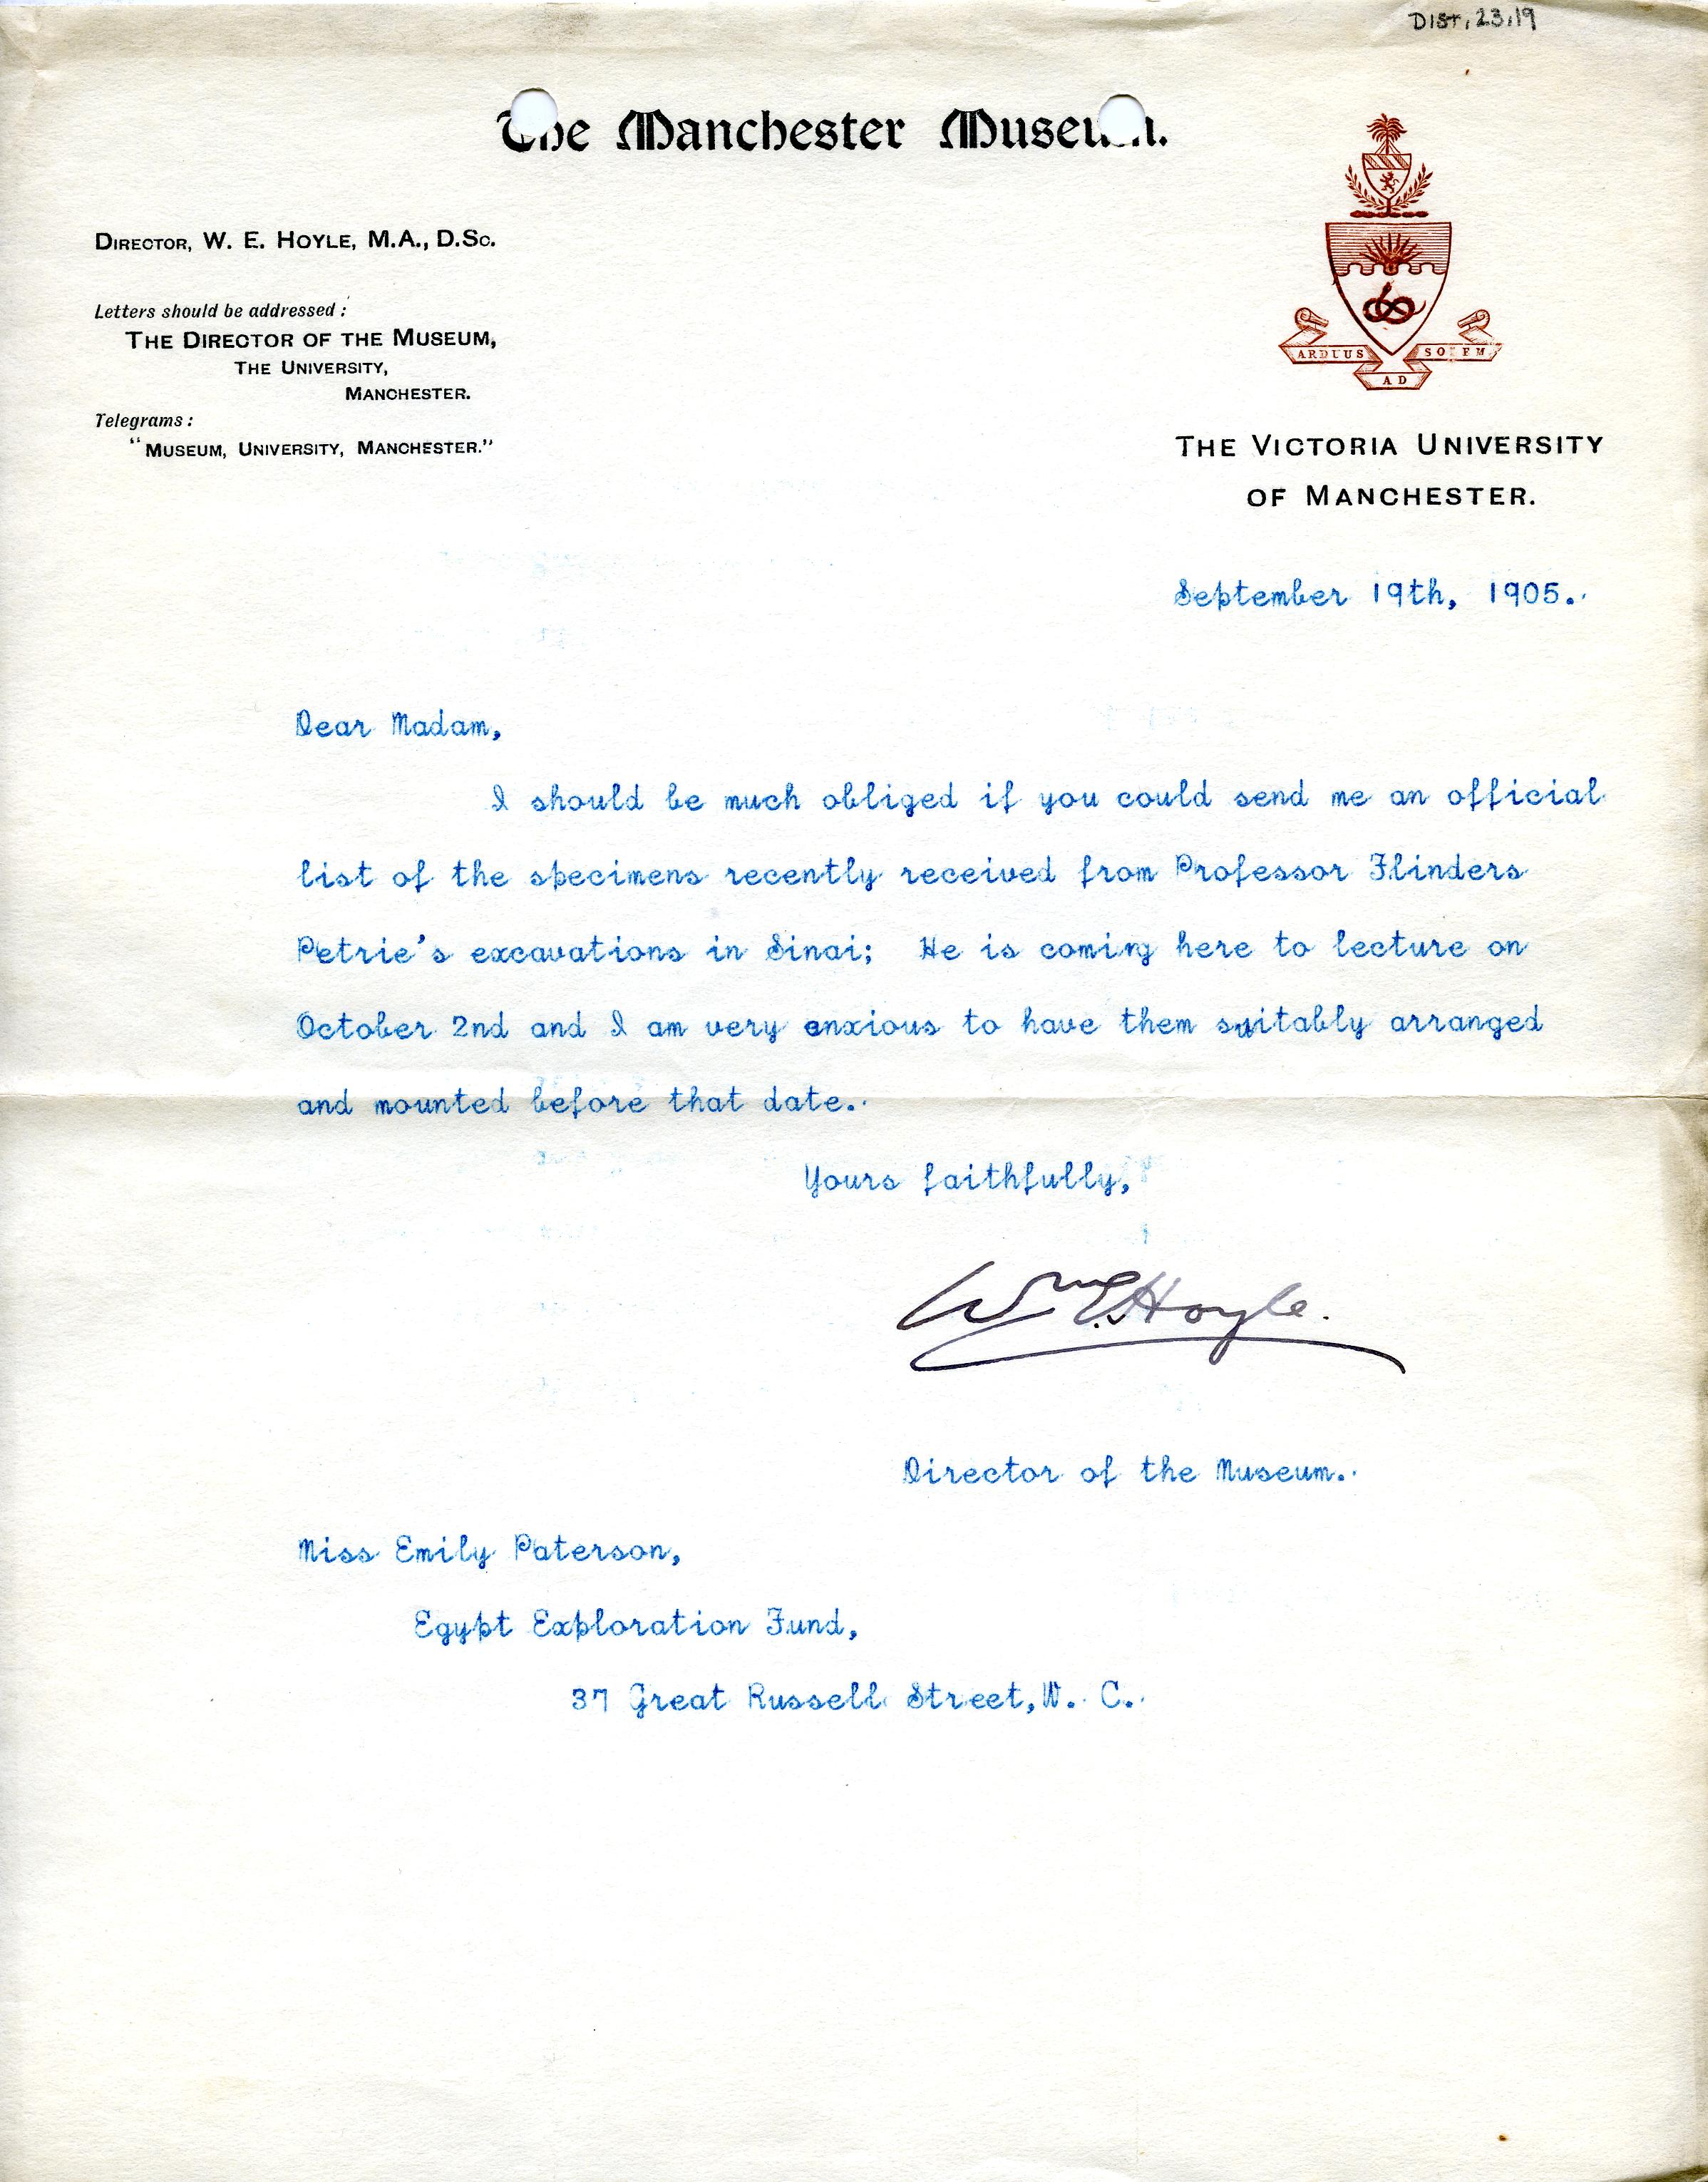 DIST.23.19
The Manchester Museum.
DIRECTOR, W. E. HOYLE, M.A., D.Sc.
Letters should be addressed:
THE DIRECTOR OF THE MUSEUM,
THE UNIVERSITY,
MANCHESTER.
Telegrams:
"MUSEUM, UNIVERSITY, MANCHESTER."
ARDUUS AD SOLEM
THE VICTORIA UNIVERSITY
OF MANCHESTER.
September 19th, 1905.
Dear Madam,
I should be much obliged if you could send me an official
list of the specimens recently received from Professor Flinders
Petrie's excavations in Sinai; He is coming here to lecture on
October 2nd and I am very anxious to have them suitably arranged
and mounted before that date.
Yours faithfully,
Wm E. Hoyle.
Director of the Museum.
Miss Emily Paterson,
Egypt Exploration Fund,
37 Great Russell Street, W. C.